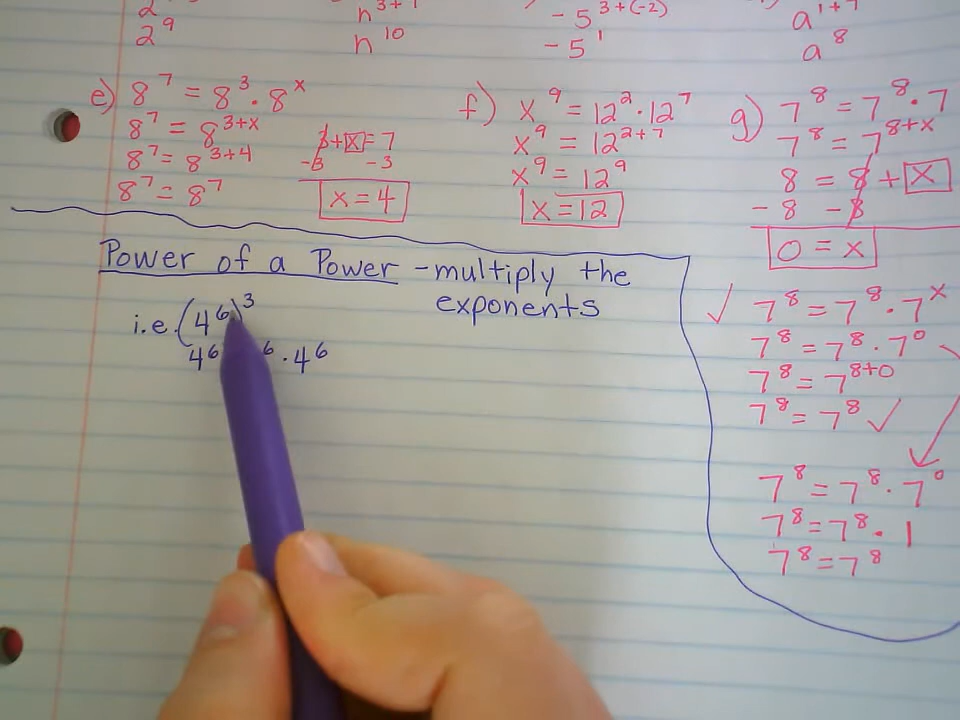 2⁹
n³⁺¹
n¹⁰
-5³⁺⁽⁻²⁾
-5¹
a¹⁺⁷
a⁸
e) 8⁷ = 8³ · 8ˣ
8⁷ = 8³⁺ˣ
8⁷ = 8³⁺⁴
8⁷ = 8⁷
3 + x = 7
-3 -3
x = 4
f) x⁹ = 12² · 12⁷
x⁹ = 12²⁺⁷
x⁹ = 12⁹
x = 12
g) 7⁸ = 7⁸ · 7
7⁸ = 7⁸⁺ˣ
8 = 8 + x
-8 -8
0 = x
✓ 7⁸ = 7⁸ · 7ˣ
7⁸ = 7⁸ · 7⁰
7⁸ = 7⁸⁺⁰
7⁸ = 7⁸ ✓
7⁸ = 7⁸ · 7⁰
7⁸ = 7⁸ · 1
7⁸ = 7⁸
Power of a Power - multiply the
exponents
i.e. (4⁶)³
4⁶ ⁶ · 4⁶